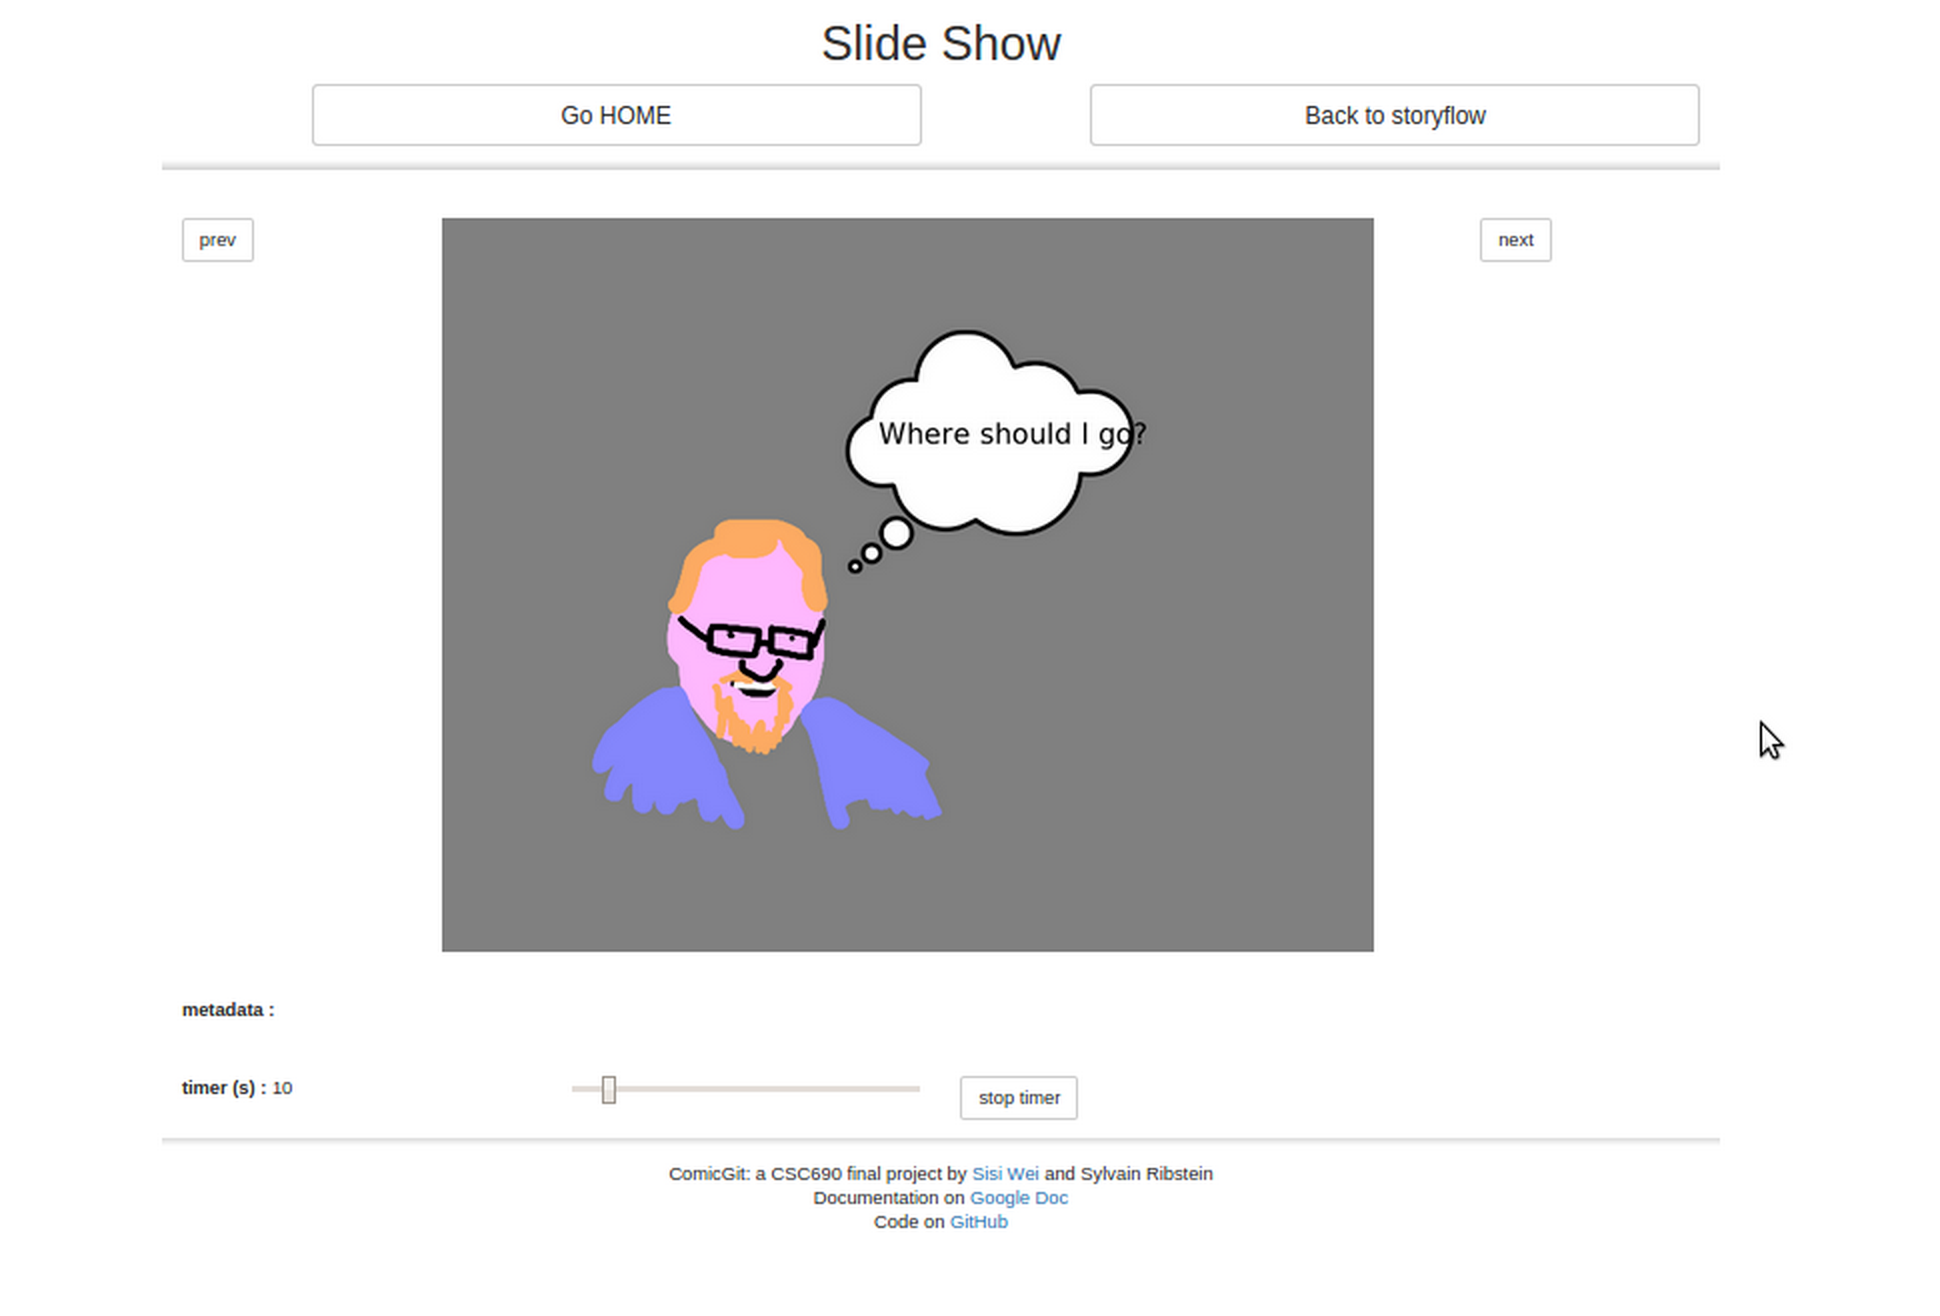 Slide Show
Go HOME
Back to storyflow
prev
next
Where should I go?
metadata :
timer (s) : 10
stop timer
ComicGit: a CSC690 final project by Sisi Wei and Sylvain Ribstein
Documentation on Google Doc
Code on GitHub